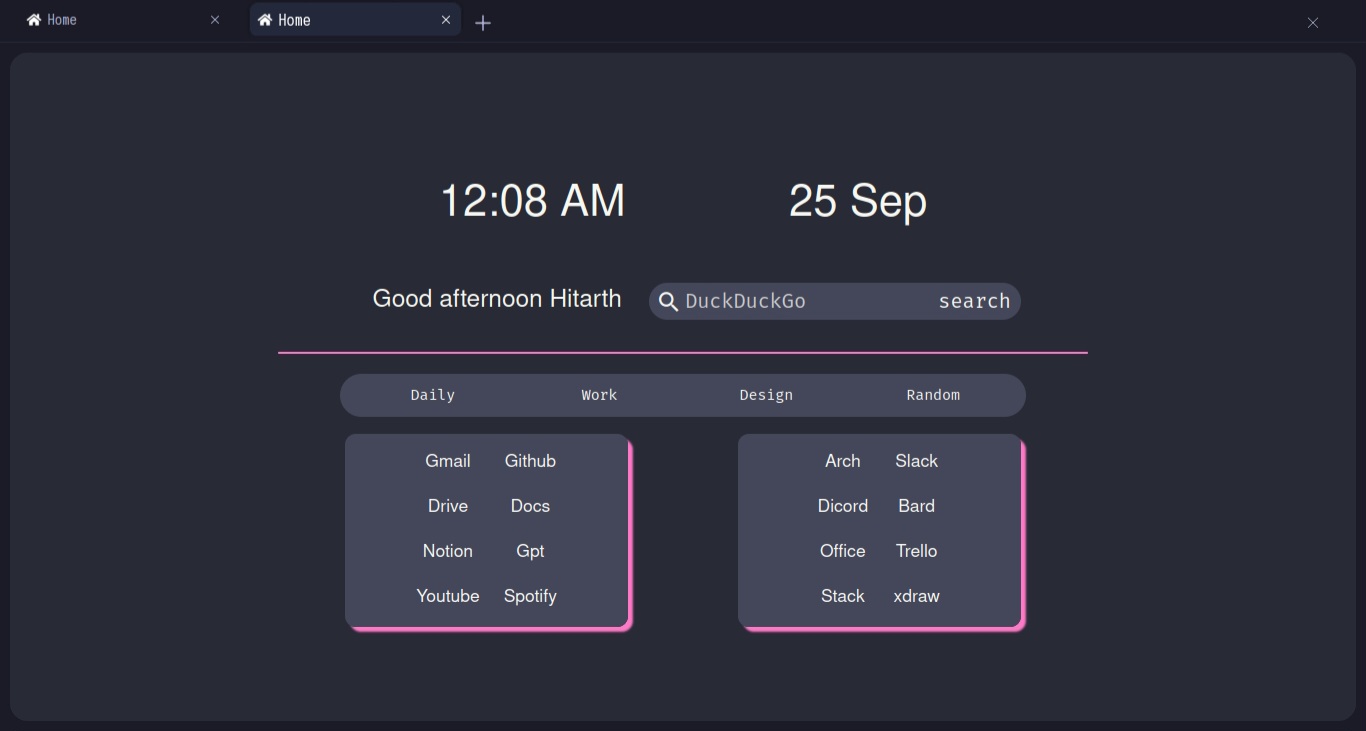 Home Home
12:08 AM 25 Sep
Good afternoon Hitarth DuckDuckGo search
Daily Work Design Random
Gmail Github
Drive Docs
Notion Gpt
Youtube Spotify
Arch Slack
Dicord Bard
Office Trello
Stack xdraw